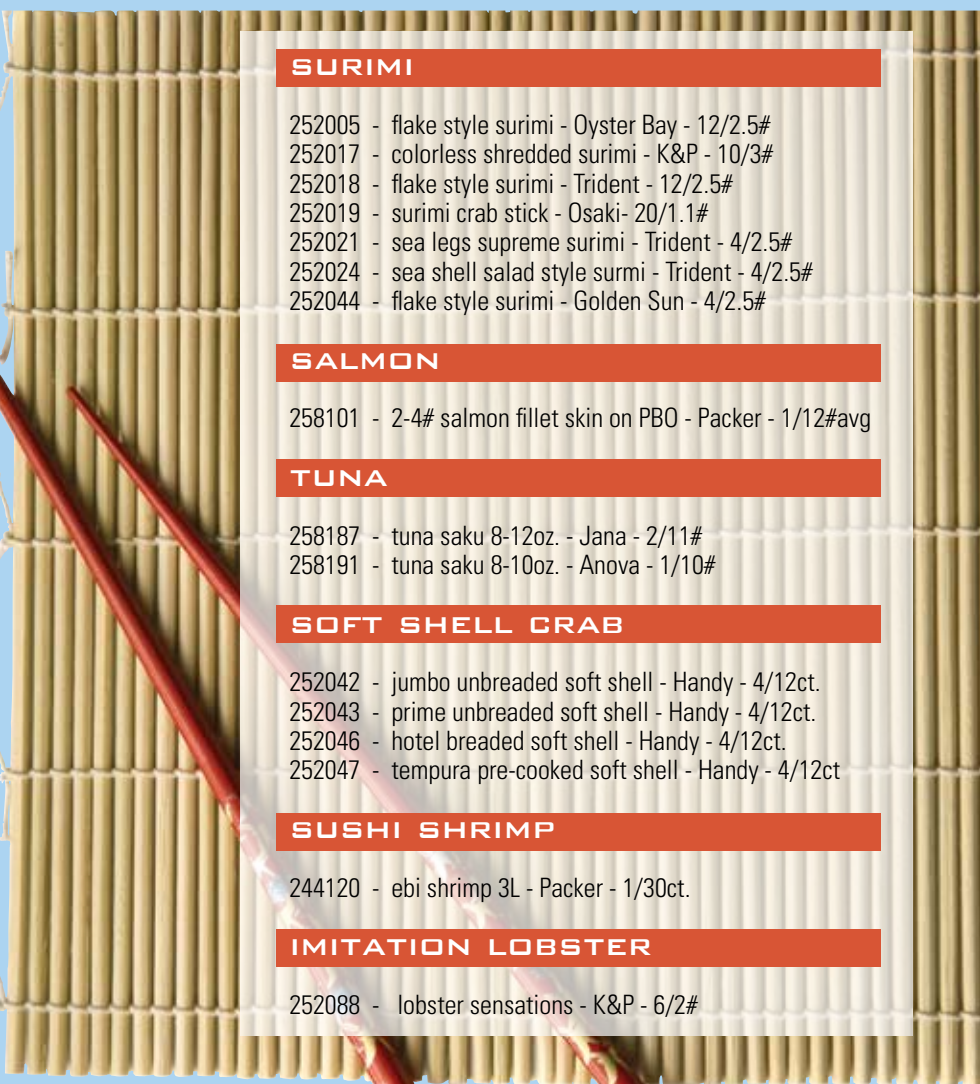 SURIMI
252005 - flake style surimi - Oyster Bay - 12/2.5#
252017 - colorless shredded surimi - K&P - 10/3#
252018 - flake style surimi - Trident - 12/2.5#
252019 - surimi crab stick - Osaki- 20/1.1#
252021 - sea legs supreme surimi - Trident - 4/2.5#
252024 - sea shell salad style surmi - Trident - 4/2.5#
252044 - flake style surimi - Golden Sun - 4/2.5#
SALMON
258101 - 2-4# salmon fillet skin on PBO - Packer - 1/12#avg
TUNA
258187 - tuna saku 8-12oz. - Jana - 2/11#
258191 - tuna saku 8-10oz. - Anova - 1/10#
SOFT SHELL CRAB
252042 - jumbo unbreaded soft shell - Handy - 4/12ct.
252043 - prime unbreaded soft shell - Handy - 4/12ct.
252046 - hotel breaded soft shell - Handy - 4/12ct.
252047 - tempura pre-cooked soft shell - Handy - 4/12ct
SUSHI SHRIMP
244120 - ebi shrimp 3L - Packer - 1/30ct.
IMITATION LOBSTER
252088 - lobster sensations - K&P - 6/2#